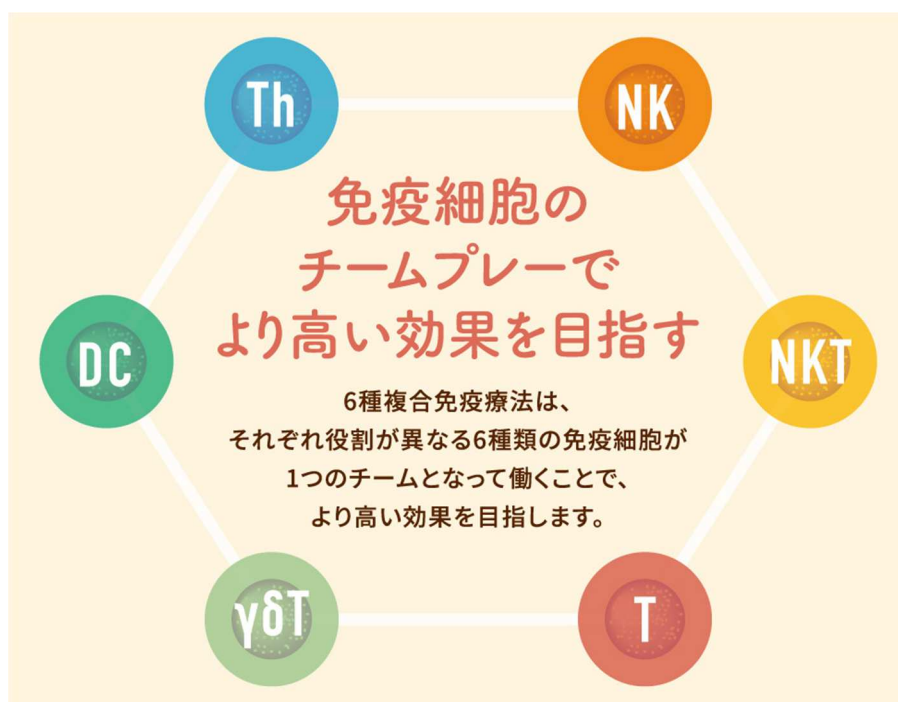 Th
NK
免疫細胞の
チームプレーで
より高い効果を目指す
DC
NKT
6種複合免疫療法は、
それぞれ役割が異なる6種類の免疫細胞が
1つのチームとなって働くことで、
より高い効果を目指します。
γδT
T